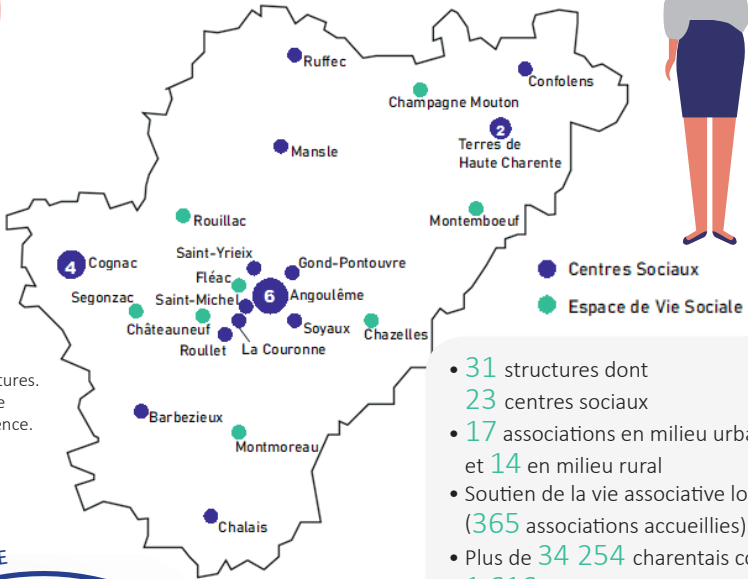 Ruffec
Confolens
Champagne Mouton
2
Terres de
Haute Charente
Mansle
Rouillac
Montemboeuf
4 Cognac
Saint-Yrieix
Gond-Pontouvre
Fléac
6 Angoulême
Segonzac
Saint-Michel
Châteauneuf
Soyaux
Chazelles
Roullet
La Couronne
Barbezieux
Montmoreau
Chalais
Centres Sociaux
Espace de Vie Sociale
• 31 structures dont
23 centres sociaux
• 17 associations en milieu
et 14 en milieu rural
• Soutien de la vie associative
(365 associations accueillies)
• Plus de 34 254 charentais